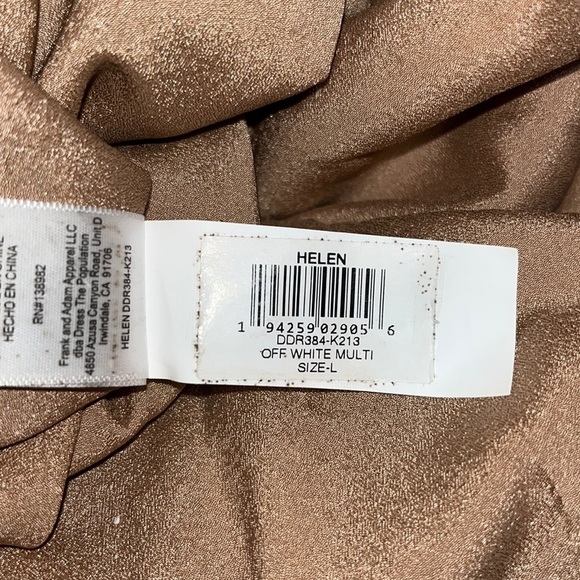 HECHO EN CHINA
RN#138982
Frank and Adam Apparel LLC
dba Dress The Population
4850 Azusa Canyon Road, Unit D
Irwindale, CA 91706
HELEN DDR384-K213
HELEN
1 94259 02905 6
DDR384-K213
OFF WHITE MULTI
SIZE-L